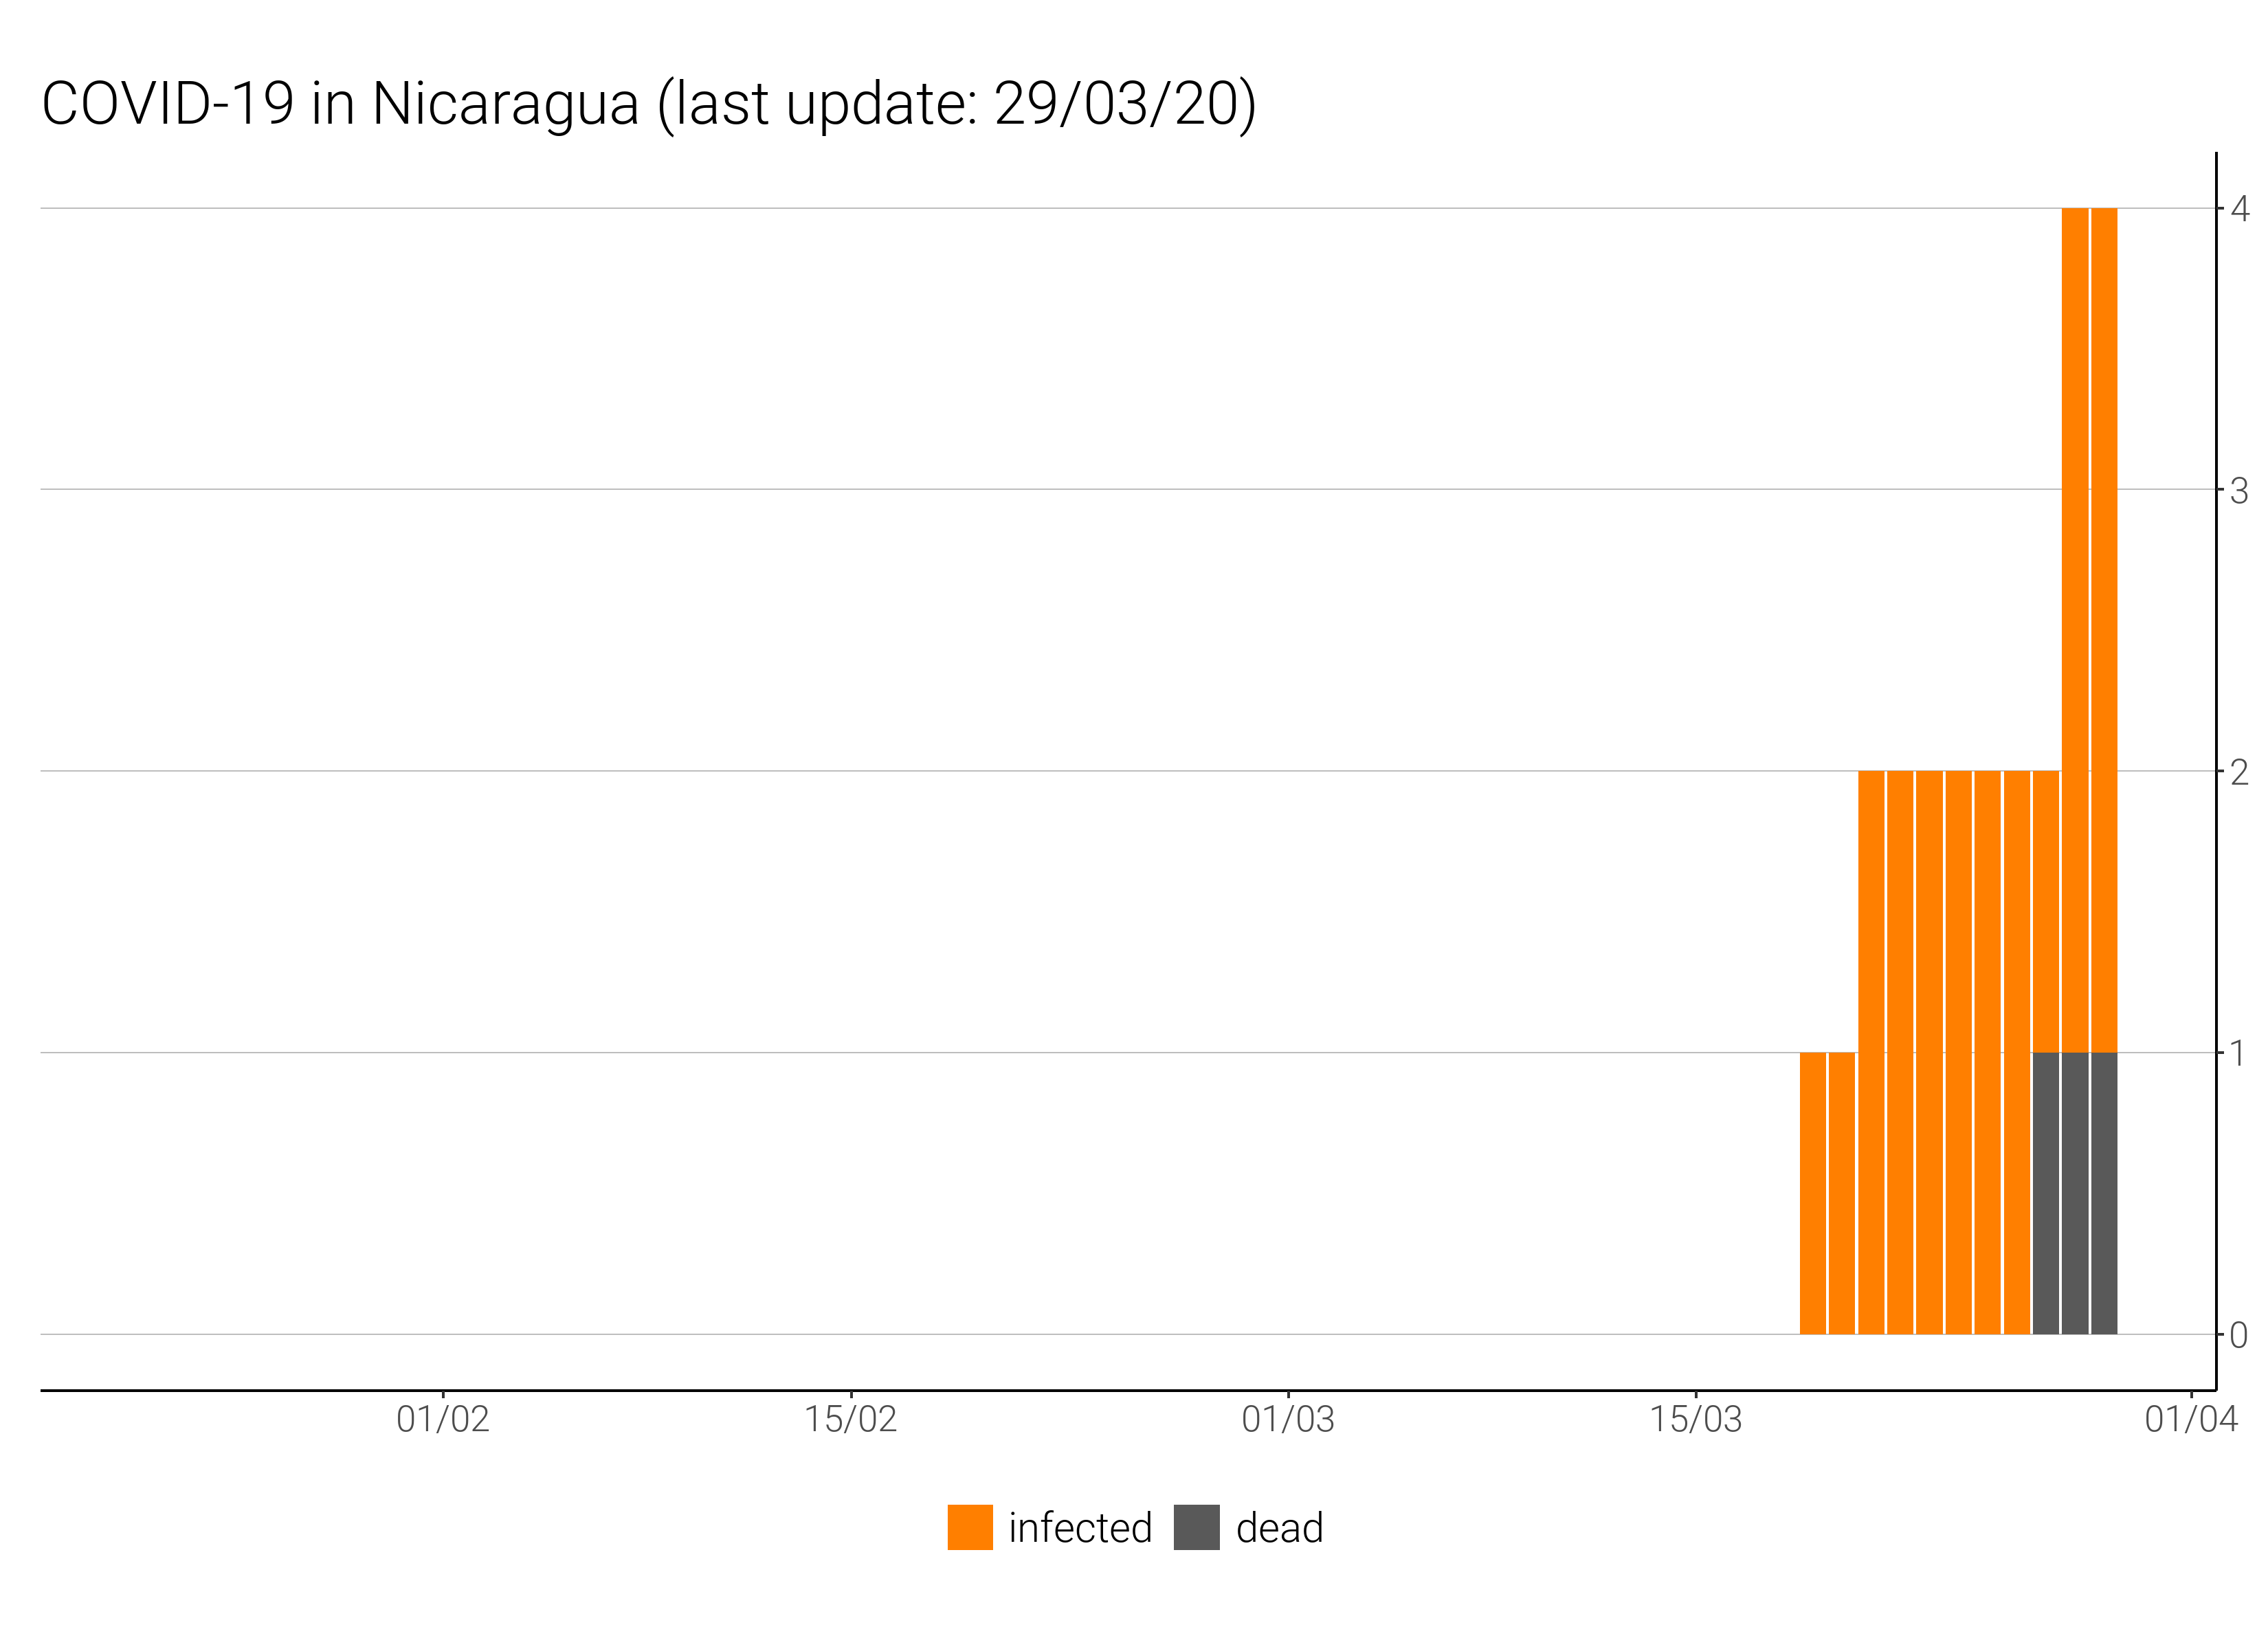 COVID-19 in Nicaragua (last update: 29/03/20)
4
3
2
1
0
01/02 15/02 01/03 15/03 01/04
infected dead